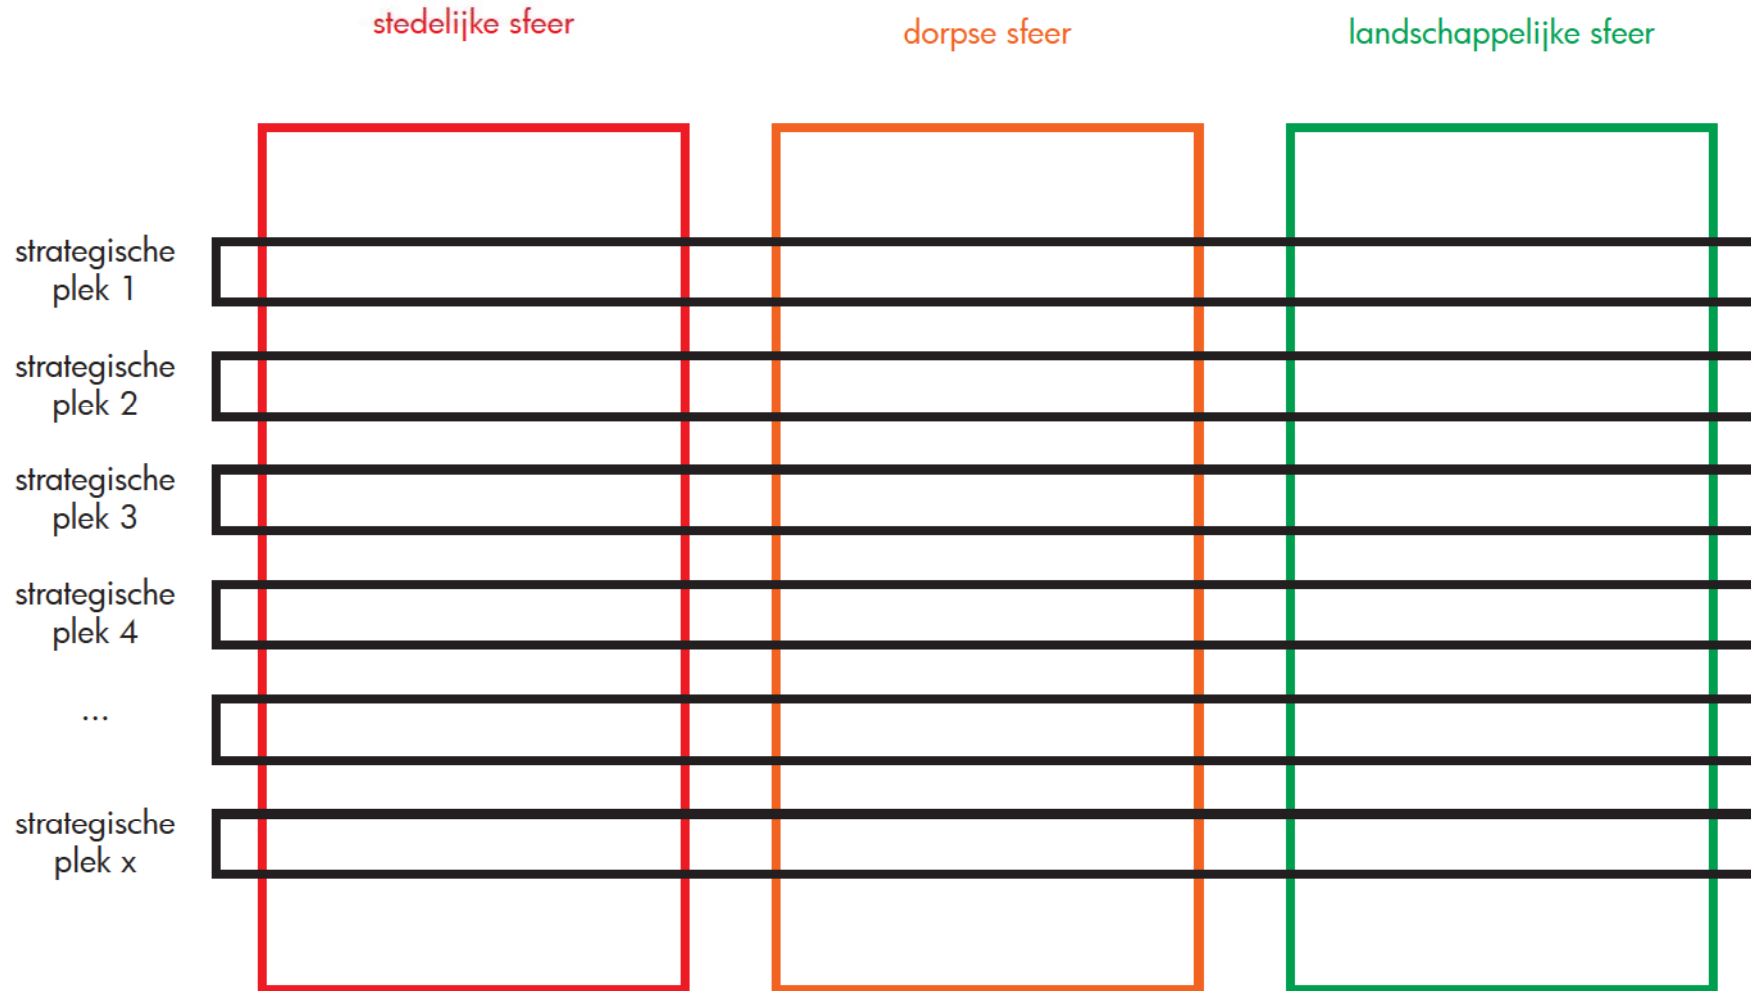 stedelijke sfeer
dorpse sfeer
landschappelijke sfeer
strategische
plek 1
strategische
plek 2
strategische
plek 3
strategische
plek 4
...
strategische
plek x